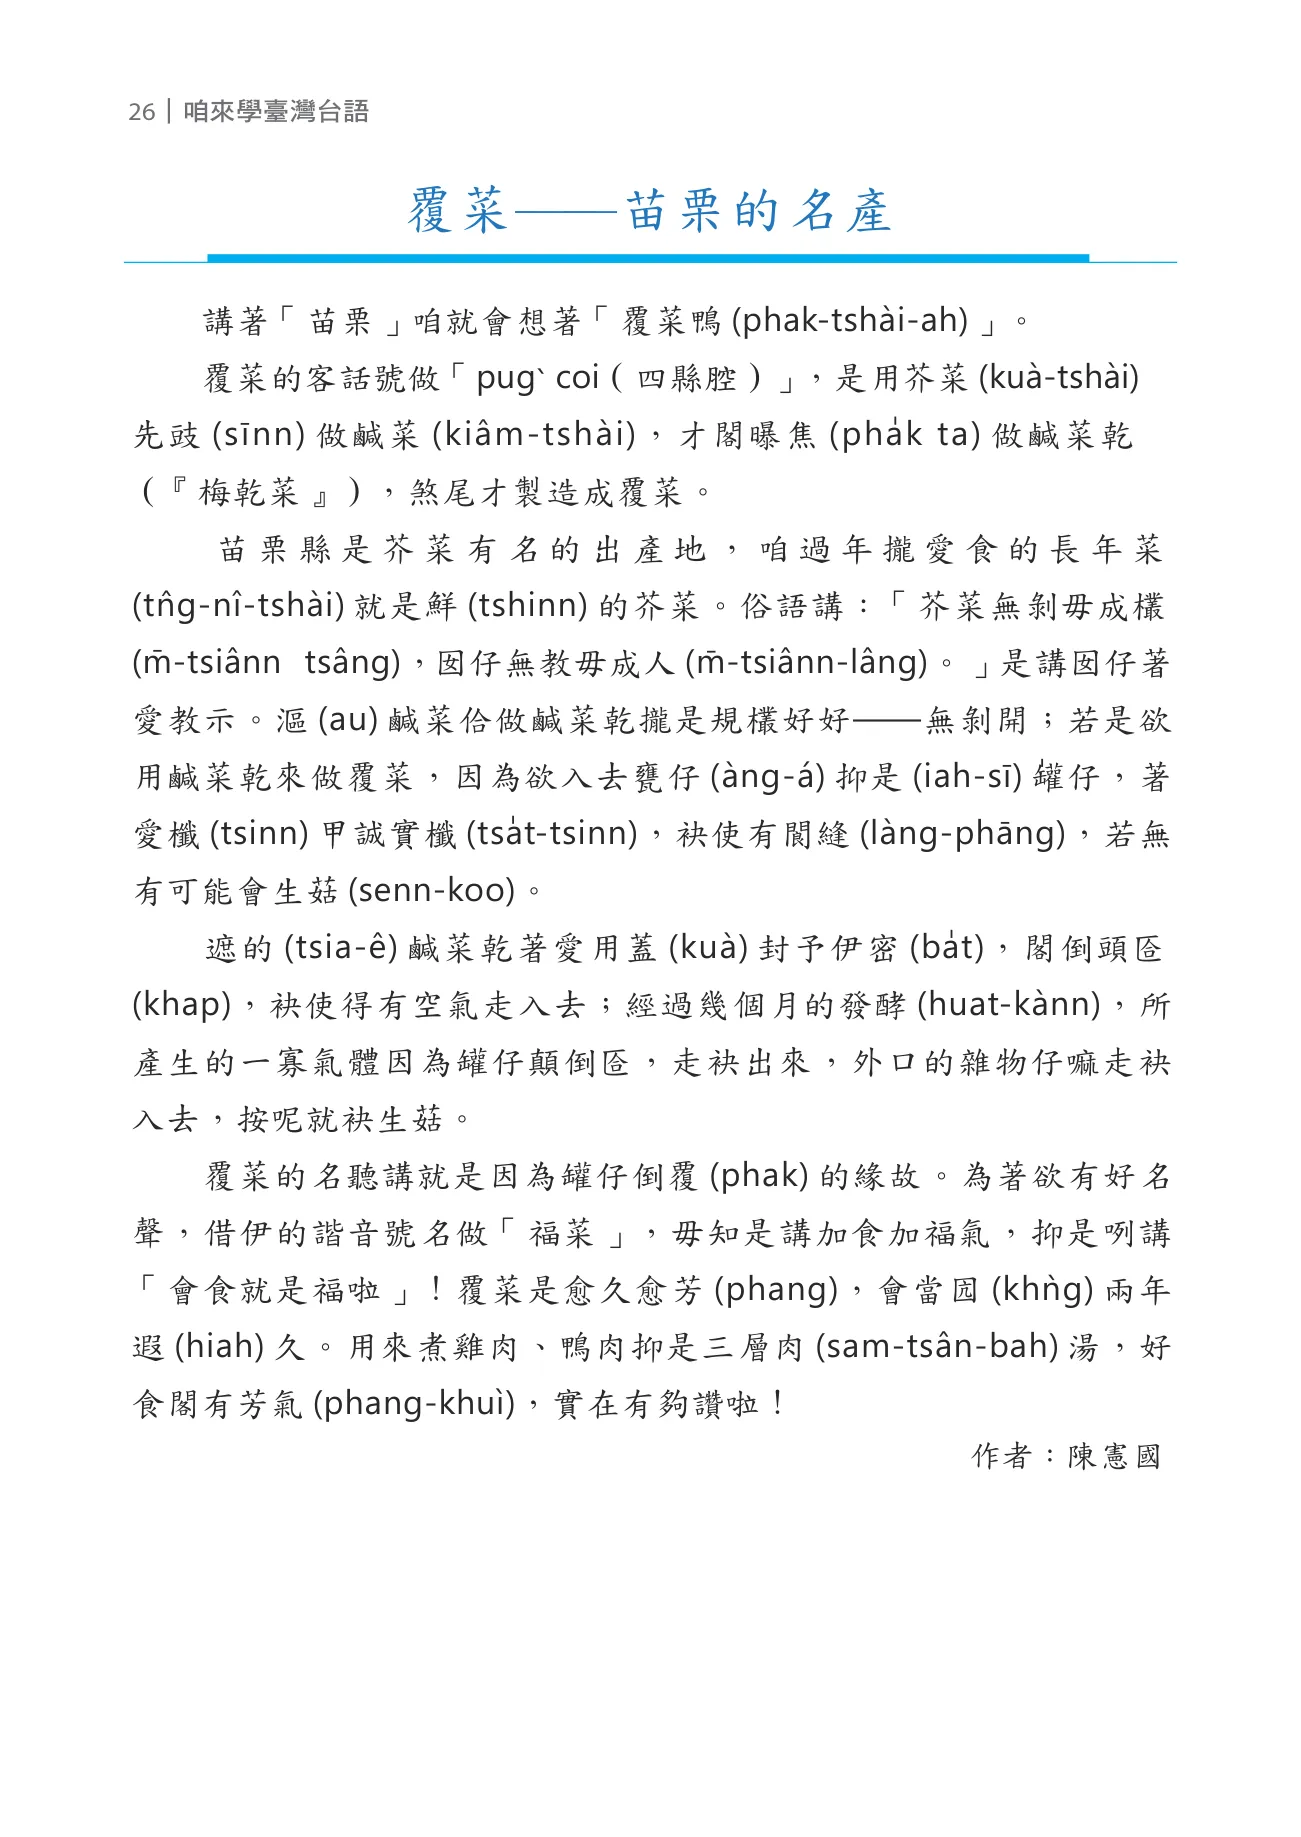 26｜咱來學臺灣台語
覆菜——苗栗的名產
講著「苗栗」咱就會想著「覆菜鴨 (phak-tshài-ah)」。
覆菜的客話號做「pugˋ coi（四縣腔）」，是用芥菜 (kuà-tshài)
先豉 (sīnn) 做鹹菜 (kiâm-tshài)，才閣曝焦 (pha̍k ta) 做鹹菜乾
（『梅乾菜』），煞尾才製造成覆菜。
苗栗縣是芥菜有名的出產地，咱過年攏愛食的長年菜
(tn̂g-nî-tshài) 就是鮮 (tshinn) 的芥菜。俗語講：「芥菜無剝毋成欉
(m̄-tsiânn tsâng)，囡仔無教毋成人 (m̄-tsiânn-lâng)。」是講囡仔著
愛教示。漚 (au) 鹹菜佮做鹹菜乾攏是規欉好好——無剝開；若是欲
用鹹菜乾來做覆菜，因為欲入去甕仔 (àng-á) 抑是 (iah-sī) 罐仔，著
愛櫼 (tsinn) 甲誠實櫼 (tsa̍t-tsinn)，袂使有閬縫 (làng-phāng)，若無
有可能會生菇 (senn-koo)。
遮的 (tsia-ê) 鹹菜乾著愛用蓋 (kuà) 封予伊密 (ba̍t)，閣倒頭匼
(khap)，袂使得有空氣走入去；經過幾個月的發酵 (huat-kànn)，所
產生的一寡氣體因為罐仔顛倒匼，走袂出來，外口的雜物仔嘛走袂
入去，按呢就袂生菇。
覆菜的名聽講就是因為罐仔倒覆 (phak) 的緣故。為著欲有好名
聲，借伊的諧音號名做「福菜」，毋知是講加食加福氣，抑是咧講
「會食就是福啦」！覆菜是愈久愈芳 (phang)，會當囥 (khǹg) 兩年
遐 (hiah) 久。用來煮雞肉、鴨肉抑是三層肉 (sam-tsân-bah) 湯，好
食閣有芳氣 (phang-khuì)，實在有夠讚啦！
作者：陳憲國